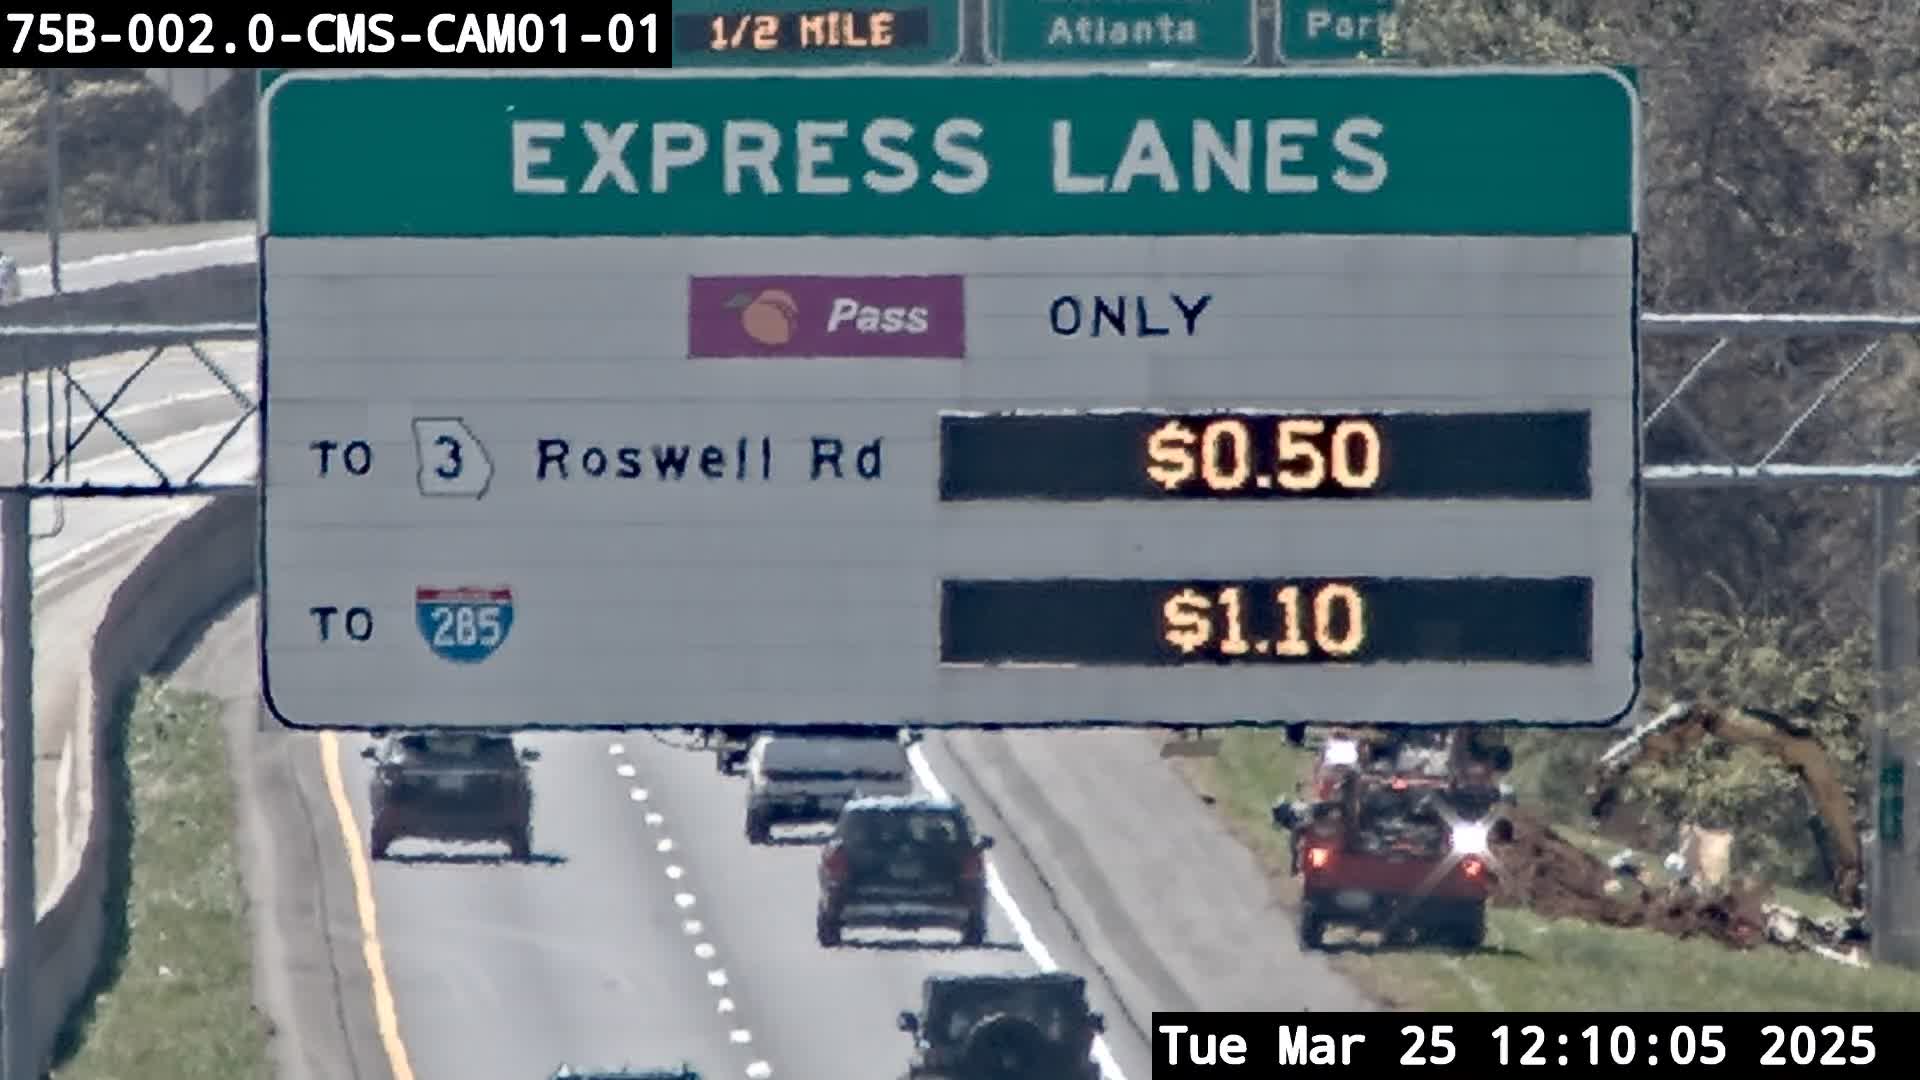 75B-002.0-CMS-CAM01-01
1/2 MILE
Atlanta
EXPRESS LANES
Pass ONLY
TO 3 Roswell Rd $0.50
TO 285 $1.10
Tue Mar 25 12:10:05 2025